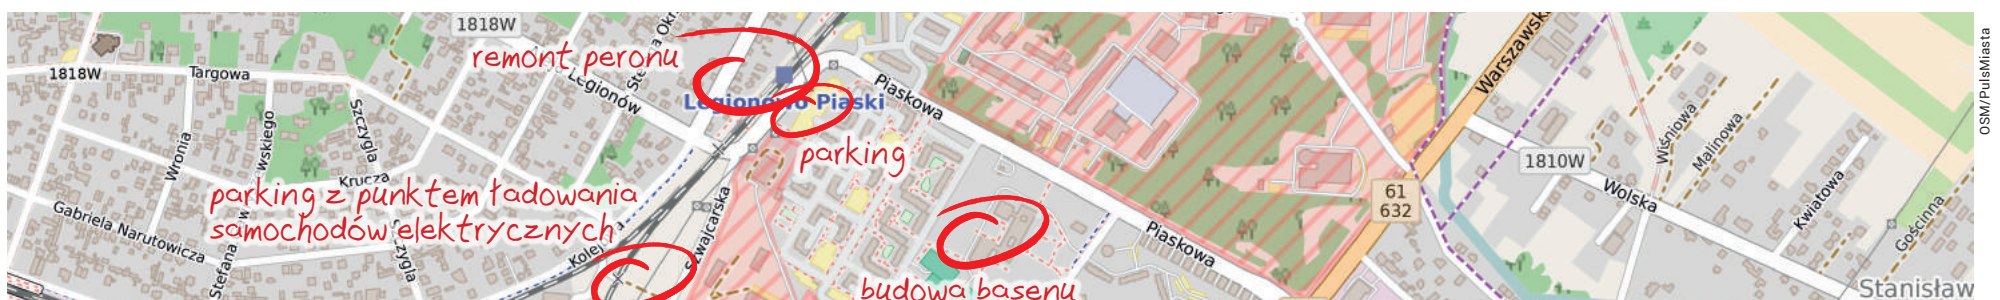 1818W
remont peronu
1818W
Targowa
Legionów
Legionowo Piaski
Piaskowa
Warszawska
OSM/PulsMiasta
Szczygla
Wronia
parking
Wiśniowa
Malinowa
1810W
Krucza
parking z punktem ładowania
samochodów elektrycznych
61
632
Wolska
Kwiatowa
Gabriela Narutowicza
Stefana
Gościnna
Piaskowa
budowa basenu
Stanisław